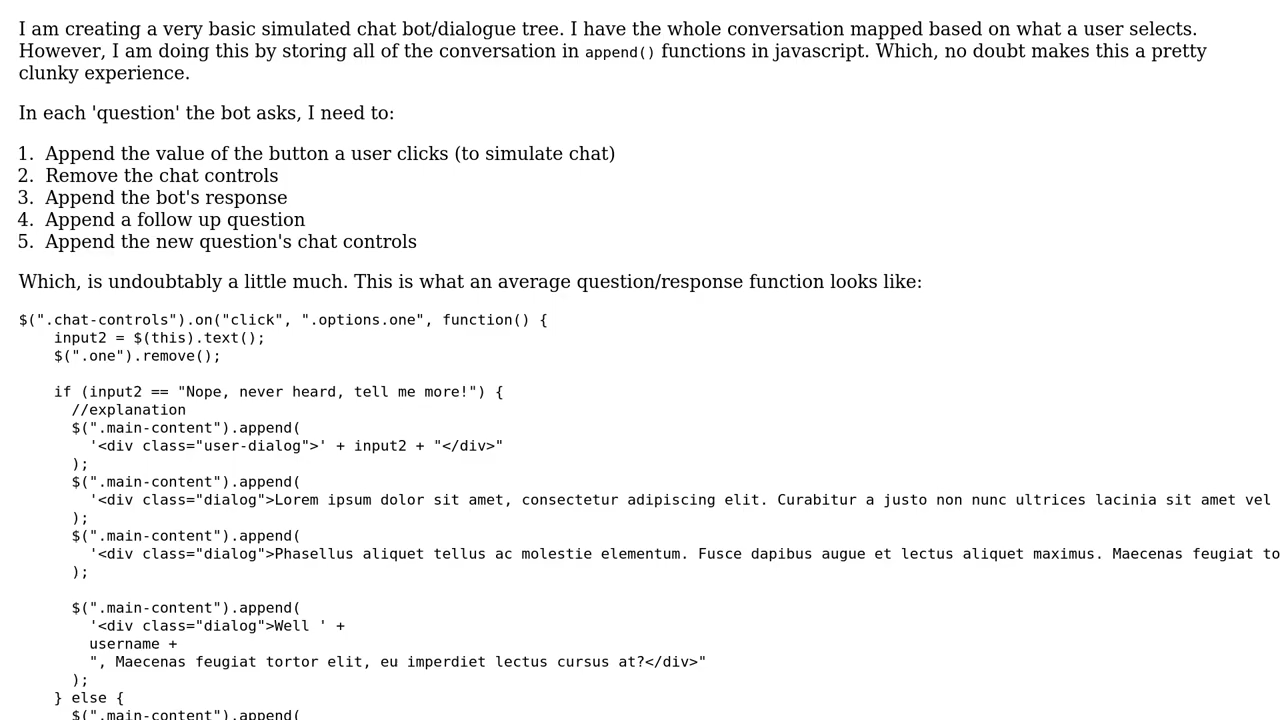 I am creating a very basic simulated chat bot/dialogue tree. I have the whole conversation mapped based on what a user selects.
However, I am doing this by storing all of the conversation in append() functions in javascript. Which, no doubt makes this a pretty
clunky experience.
In each 'question' the bot asks, I need to:
1. Append the value of the button a user clicks (to simulate chat)
2. Remove the chat controls
3. Append the bot's response
4. Append a follow up question
5. Append the new question's chat controls
Which, is undoubtably a little much. This is what an average question/response function looks like:
$(".chat-controls").on("click", ".options.one", function() {
    input2 = $(this).text();
    $(".one").remove();
    if (input2 == "Nope, never heard, tell me more!") {
      //explanation
      $(".main-content").append(
        '<div class="user-dialog">' + input2 + "</div>"
      );
      $(".main-content").append(
        '<div class="dialog">Lorem ipsum dolor sit amet, consectetur adipiscing elit. Curabitur a justo non nunc ultrices lacinia sit amet vel
      );
      $(".main-content").append(
        '<div class="dialog">Phasellus aliquet tellus ac molestie elementum. Fusce dapibus augue et lectus aliquet maximus. Maecenas feugiat to
      );
      $(".main-content").append(
        '<div class="dialog">Well ' +
        username +
        ", Maecenas feugiat tortor elit, eu imperdiet lectus cursus at?</div>"
      );
    } else {
      $(".main-content").append(